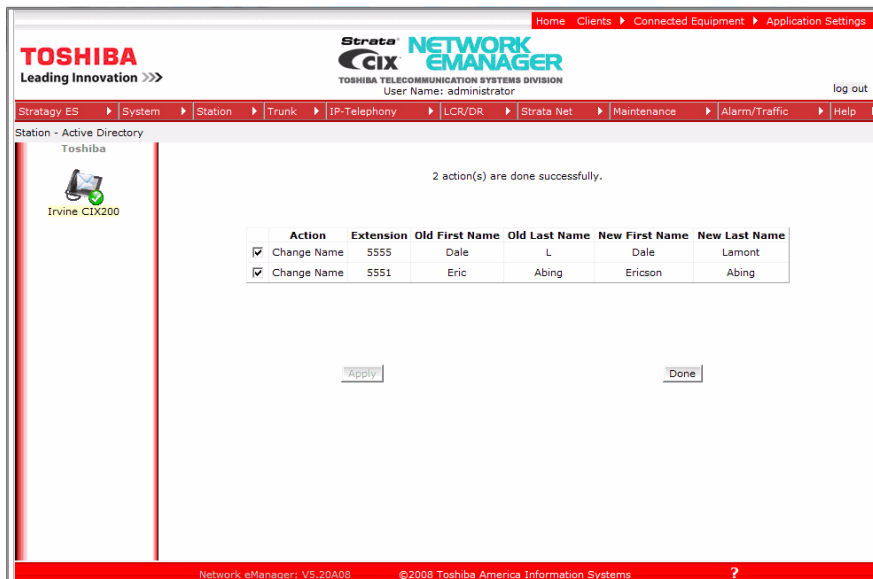 Home Clients Connected Equipment Application Settings
TOSHIBA
Leading Innovation >>>
Strata CIX NETWORK EMANAGER
TOSHIBA TELECOMMUNICATION SYSTEMS DIVISION
User Name: administrator
log out
Stratagy ES System Station Trunk IP-Telephony LCR/DR Strata Net Maintenance Alarm/Traffic Help
Station - Active Directory
Toshiba
Irvine CIX200
2 action(s) are done successfully.
Action Extension Old First Name Old Last Name New First Name New Last Name
Change Name 5555 Dale L Dale Lamont
Change Name 5551 Eric Abing Ericson Abing
Apply Done
Network eManager: V5.20A08 ©2008 Toshiba America Information Systems ?